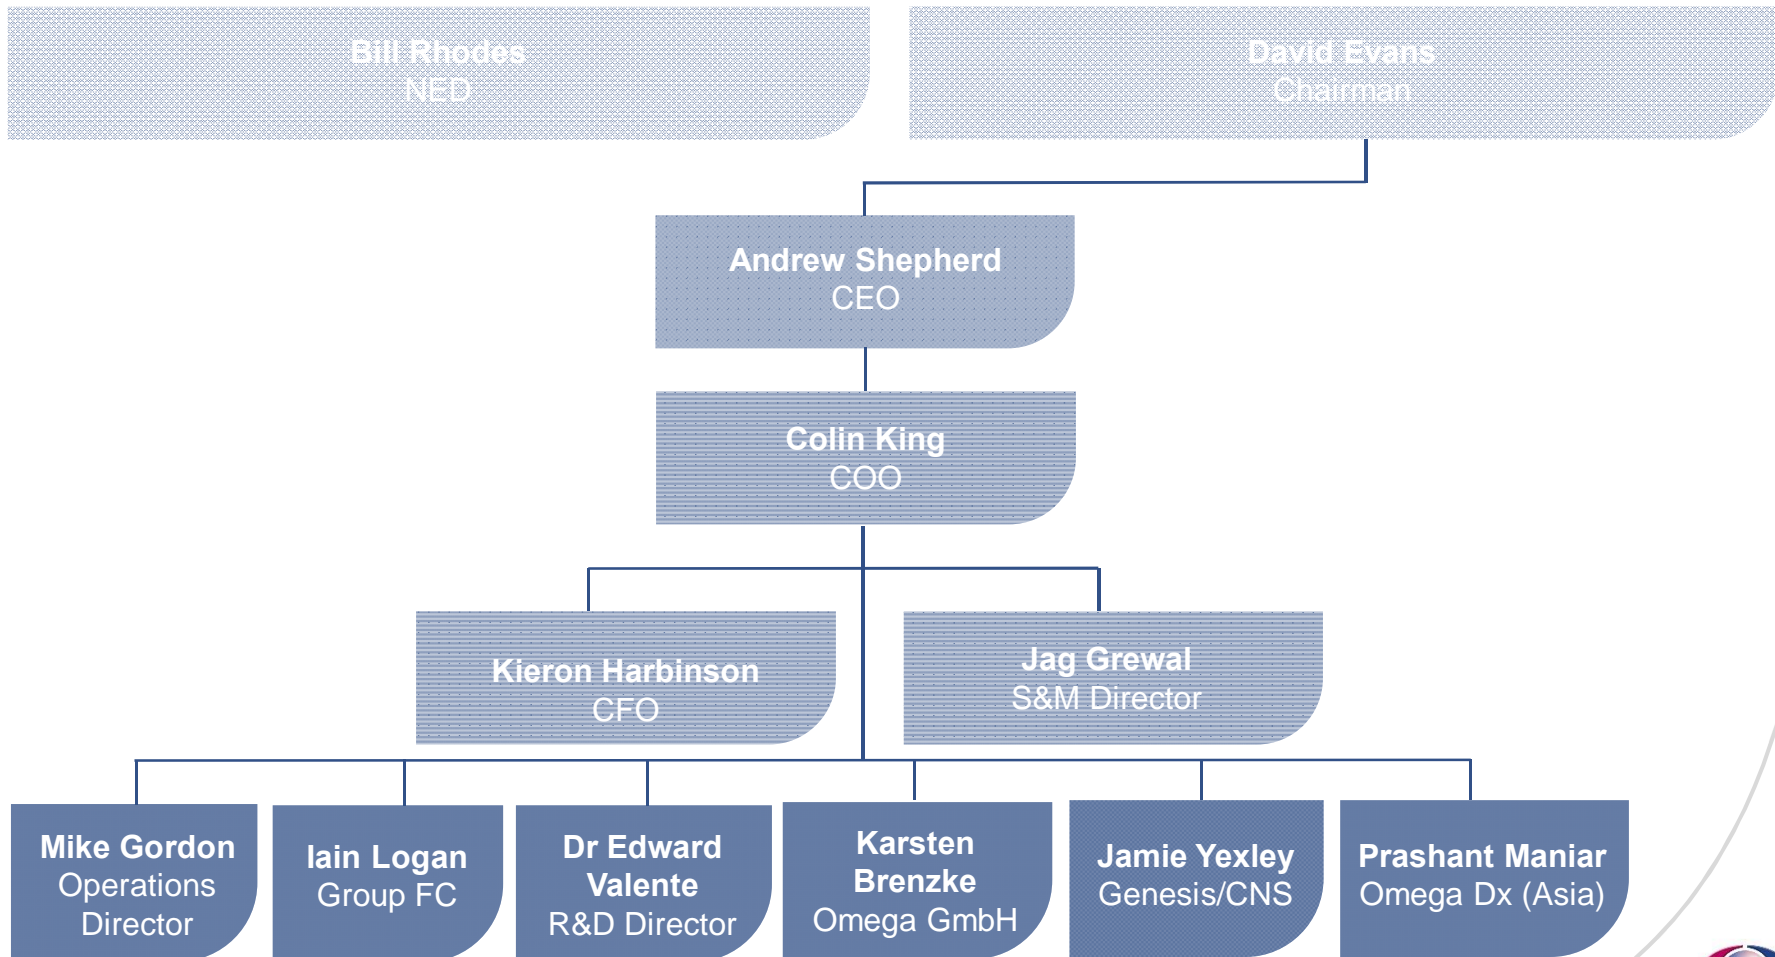 Bill Rhodes
NED
David Evans
Chairman
Andrew Shepherd
CEO
Colin King
COO
Kieron Harbinson
CFO
Jag Grewal
S&M Director
Mike Gordon
Operations
Director
Iain Logan
Group FC
Dr Edward
Valente
R&D Director
Karsten
Brenzke
Omega GmbH
Jamie Yexley
Genesis/CNS
Prashant Maniar
Omega Dx (Asia)